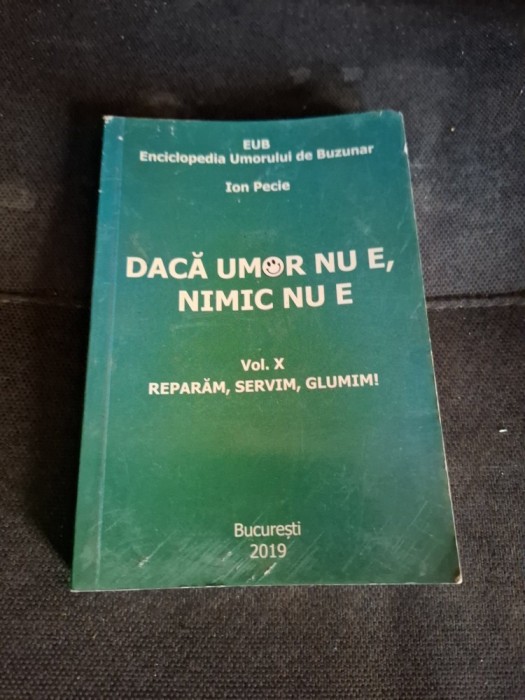 EUB
Enciclopedia Umorului de Buzunar
Ion Pecie
DACĂ UMOR NU E,
NIMIC NU E
Vol. X
REPARĂM, SERVIM, GLUMIM!
București
2019